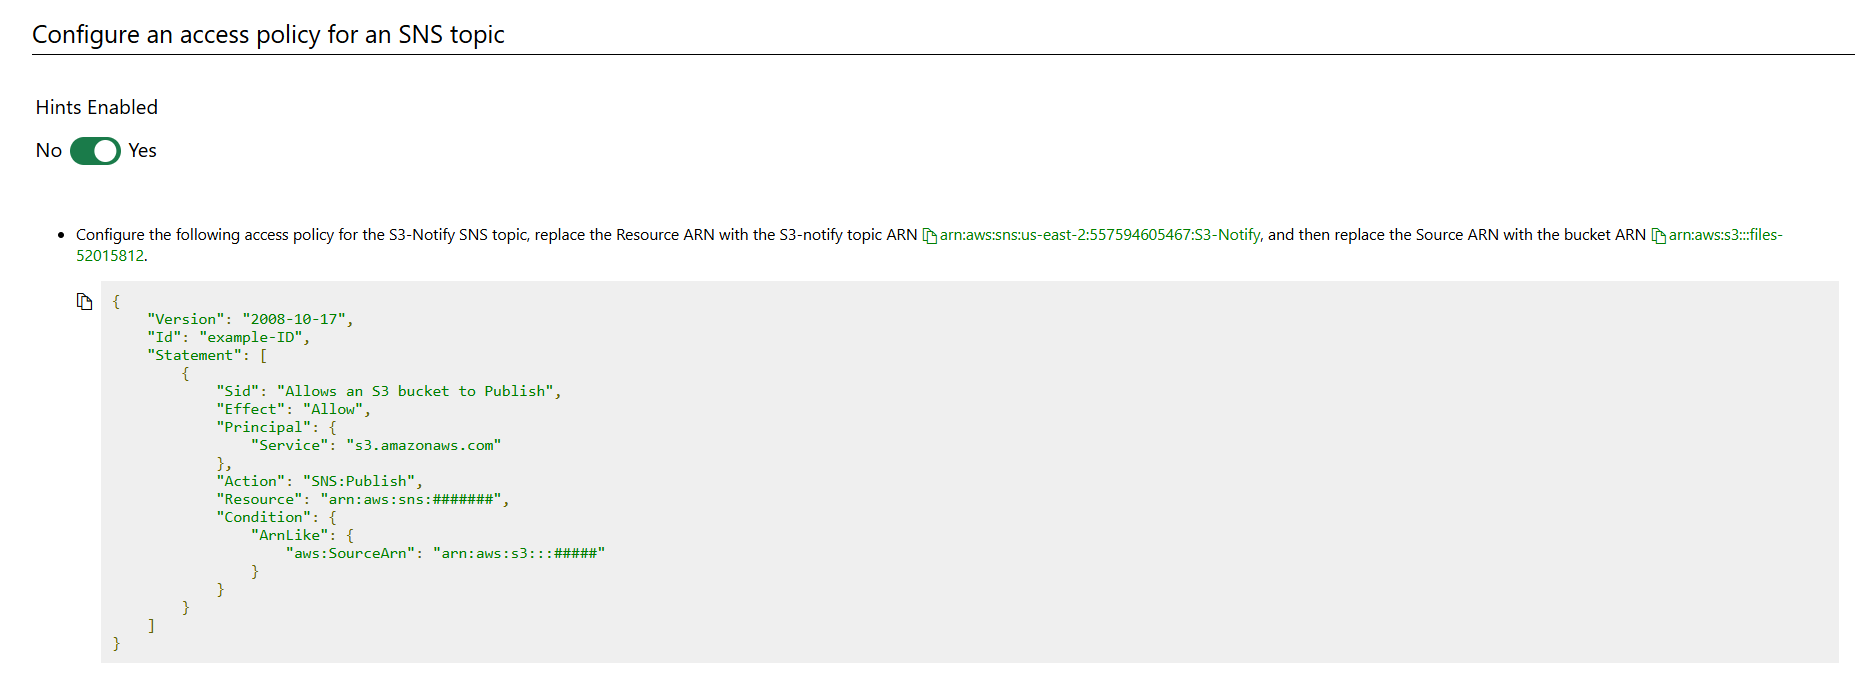 Configure an access policy for an SNS topic
Hints Enabled
No Yes
Configure the following access policy for the S3-Notify SNS topic, replace the Resource ARN with the S3-notify topic ARN arn:aws:sns:us-east-2:557594605467:S3-Notify, and then replace the Source ARN with the bucket ARN arn:aws:s3:::files-
52015812.
{
    "Version": "2008-10-17",
    "Id": "example-ID",
    "Statement": [
        {
            "Sid": "Allows an S3 bucket to Publish",
            "Effect": "Allow",
            "Principal": {
                "Service": "s3.amazonaws.com"
            },
            "Action": "SNS:Publish",
            "Resource": "arn:aws:sns:#######",
            "Condition": {
                "ArnLike": {
                    "aws:SourceArn": "arn:aws:s3:::#####"
                }
            }
        }
    ]
}